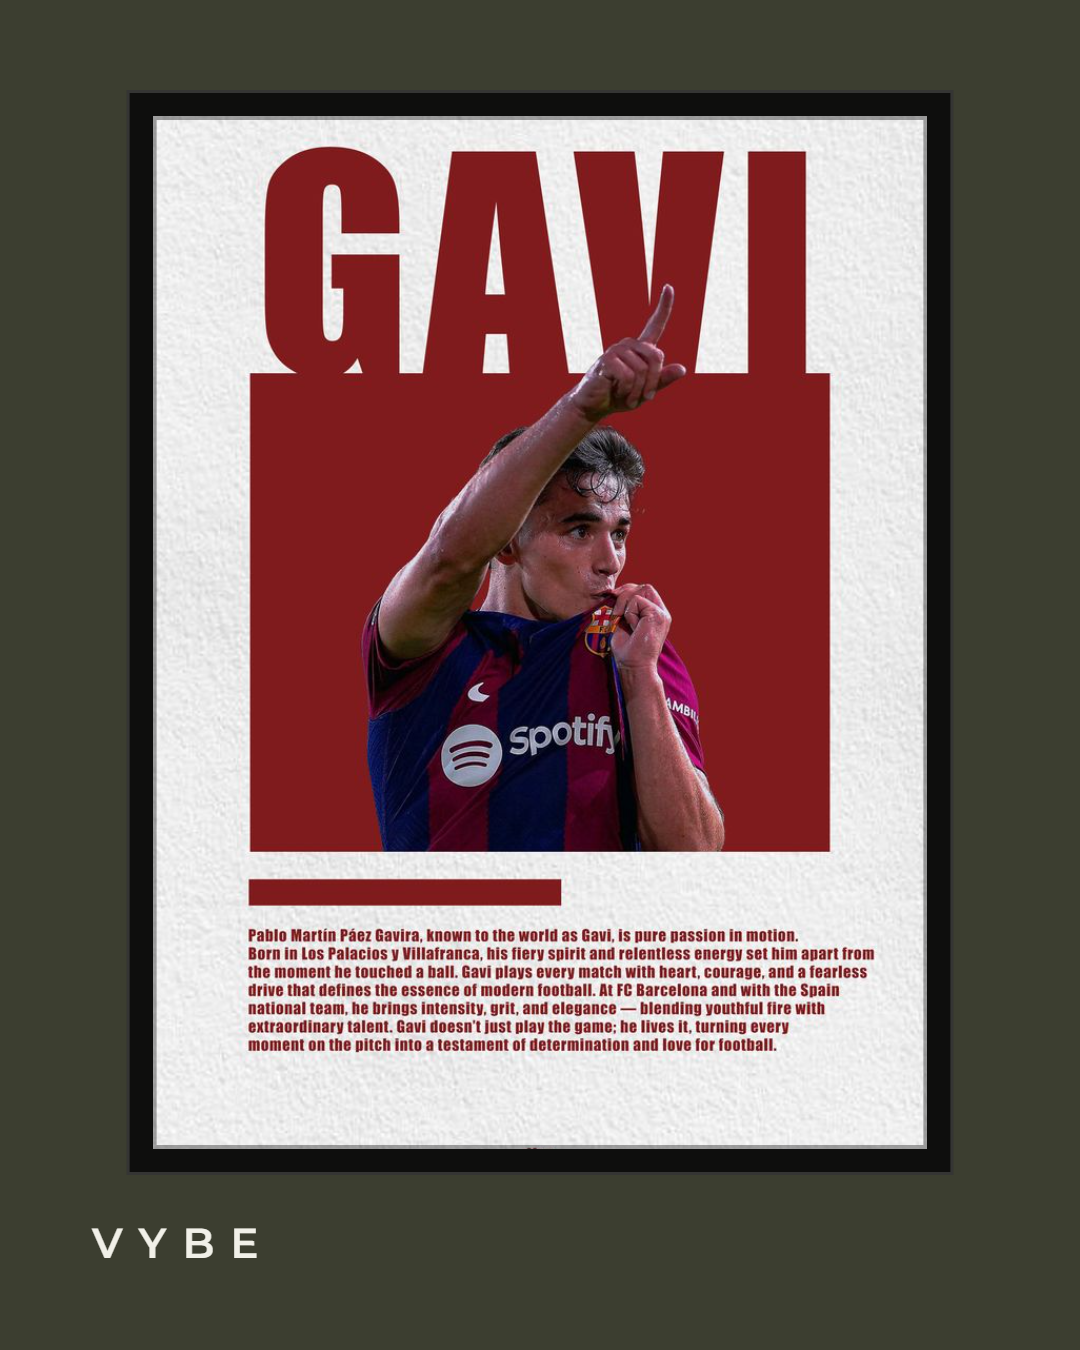 GAVI
Spotify
Pablo Martín Páez Gavira, known to the world as Gavi, is pure passion in motion.
Born in Los Palacios y Villafranca, his fiery spirit and relentless energy set him apart from
the moment he touched a ball. Gavi plays every match with heart, courage, and a fearless
drive that defines the essence of modern football. At FC Barcelona and with the Spain
national team, he brings intensity, grit, and elegance — blending youthful fire with
extraordinary talent. Gavi doesn't just play the game; he lives it, turning every
moment on the pitch into a testament of determination and love for football.
VYBE